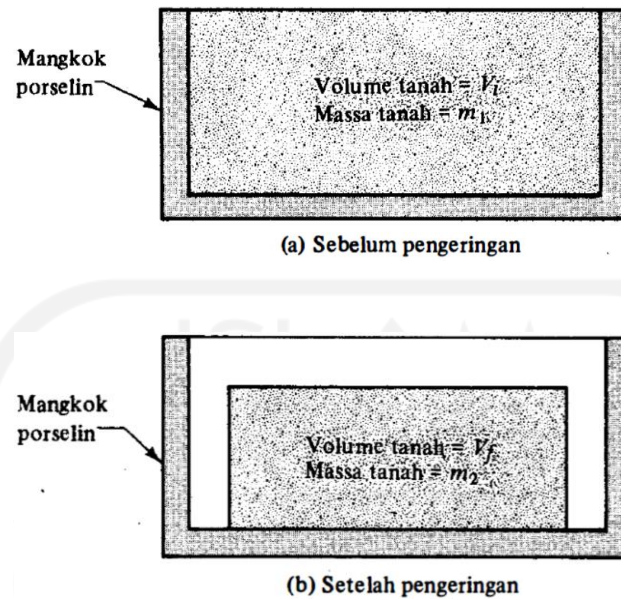 Mangkok
porselin
Volume tanah = V_i
Massa tanah = m_1
(a) Sebelum pengeringan
Mangkok
porselin
Volume tanah = V_f
Massa tanah = m_2
(b) Setelah pengeringan